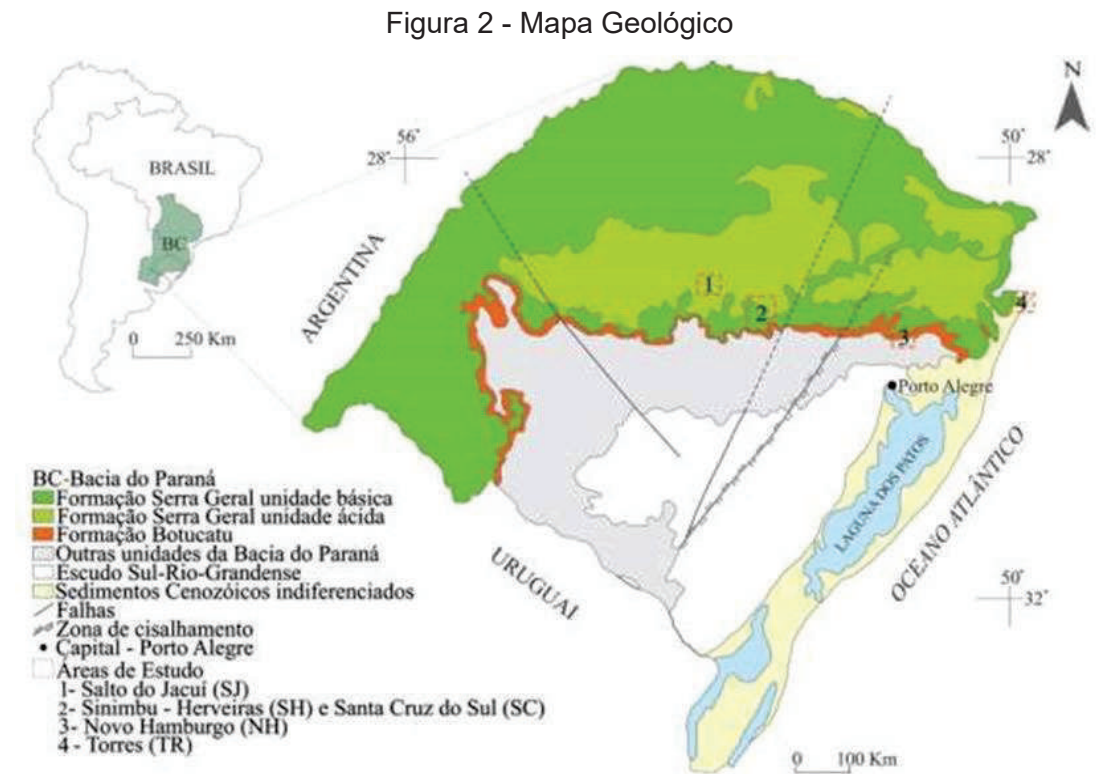 Figura 2 - Mapa Geológico
N
56°
28°
50°
28°
BRASIL
BC
0 250 Km
ARGENTINA
1
2
3
4
Porto Alegre
LAGUNA DOS PATOS
OCEANO ATLÂNTICO
URUGUAI
50°
32°
BC-Bacia do Paraná
Formação Serra Geral unidade básica
Formação Serra Geral unidade ácida
Formação Botucatu
Outras unidades da Bacia do Paraná
Escudo Sul-Rio-Grandense
Sedimentos Cenozóicos indiferenciados
Falhas
Zona de cisalhamento
Capital - Porto Alegre
Áreas de Estudo
1- Salto do Jacuí (SJ)
2- Sinimbu - Herveiras (SH) e Santa Cruz do Sul (SC)
3- Novo Hamburgo (NH)
4 - Torres (TR)
0 100 Km